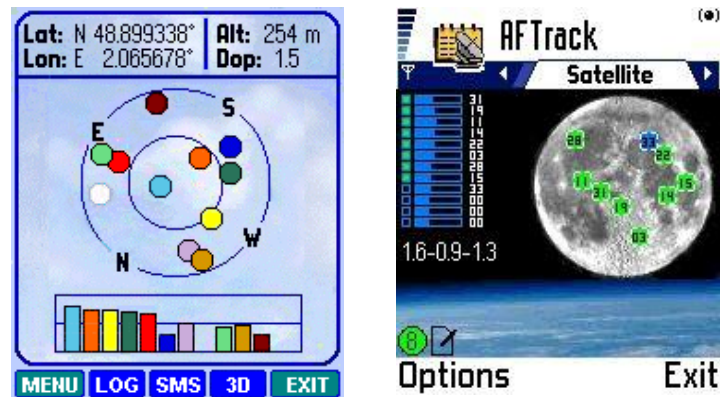 Lat: N 48.899338° Alt: 254 m
Lon: E 2.065678° Dop: 1.5
S
E
W
N
MENU LOG SMS 3D EXIT
AFTrack
Satellite
31
19
11
14
22
03
28
15
33
00
00
00
28
33
22
11
31
15
14
19
03
1.6-0.9-1.3
8
Options Exit